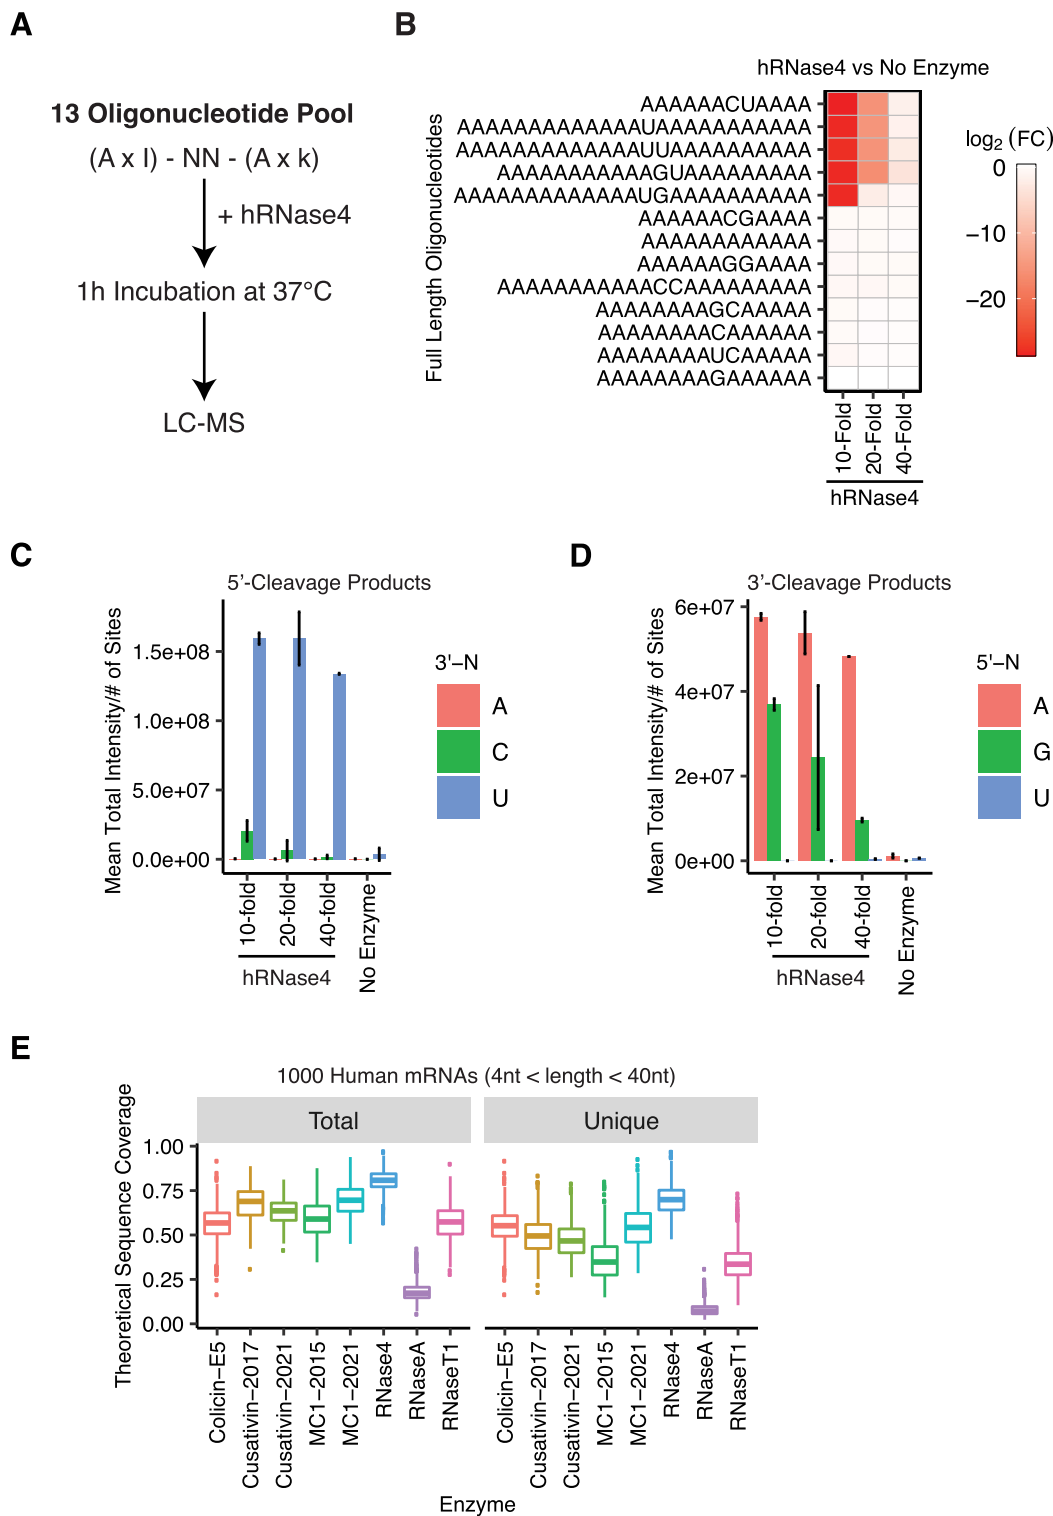 A
13 Oligonucleotide Pool
(A x l) - NN - (A x k)
+ hRNase4
1h Incubation at 37°C
LC-MS
B
hRNase4 vs No Enzyme
Full Length Oligonucleotides
AAAAAACUAAAA
AAAAAAAAAAAAAUAAAAAAAAAAA
AAAAAAAAAAAAAUUAAAAAAAAAA
AAAAAAAAAAAGUAAAAAAAAA
AAAAAAAAAAAAAUGAAAAAAAAAA
AAAAAACGAAAA
AAAAAAAAAAAA
AAAAAAGGAAAA
AAAAAAAAAAACCAAAAAAAAA
AAAAAAAAGCAAAAA
AAAAAAAACAAAAAA
AAAAAAAAUCAAAAA
AAAAAAAAGAAAAAA
10-Fold
20-Fold
40-Fold
hRNase4
log2 (FC)
0
−10
−20
C
5'-Cleavage Products
Mean Total Intensity/# of Sites
1.5e+08
1.0e+08
5.0e+07
0.0e+00
10-fold
20-fold
40-fold
No Enzyme
hRNase4
3'−N
A
C
U
D
3'-Cleavage Products
Mean Total Intensity/# of Sites
6e+07
4e+07
2e+07
0e+00
10-fold
20-fold
40-fold
No Enzyme
hRNase4
5'−N
A
G
U
E
1000 Human mRNAs (4nt < length < 40nt)
Total
Unique
Theoretical Sequence Coverage
1.00
0.75
0.50
0.25
0.00
Colicin−E5
Cusativin−2017
Cusativin−2021
MC1−2015
MC1−2021
RNase4
RNaseA
RNaseT1
Colicin−E5
Cusativin−2017
Cusativin−2021
MC1−2015
MC1−2021
RNase4
RNaseA
RNaseT1
Enzyme